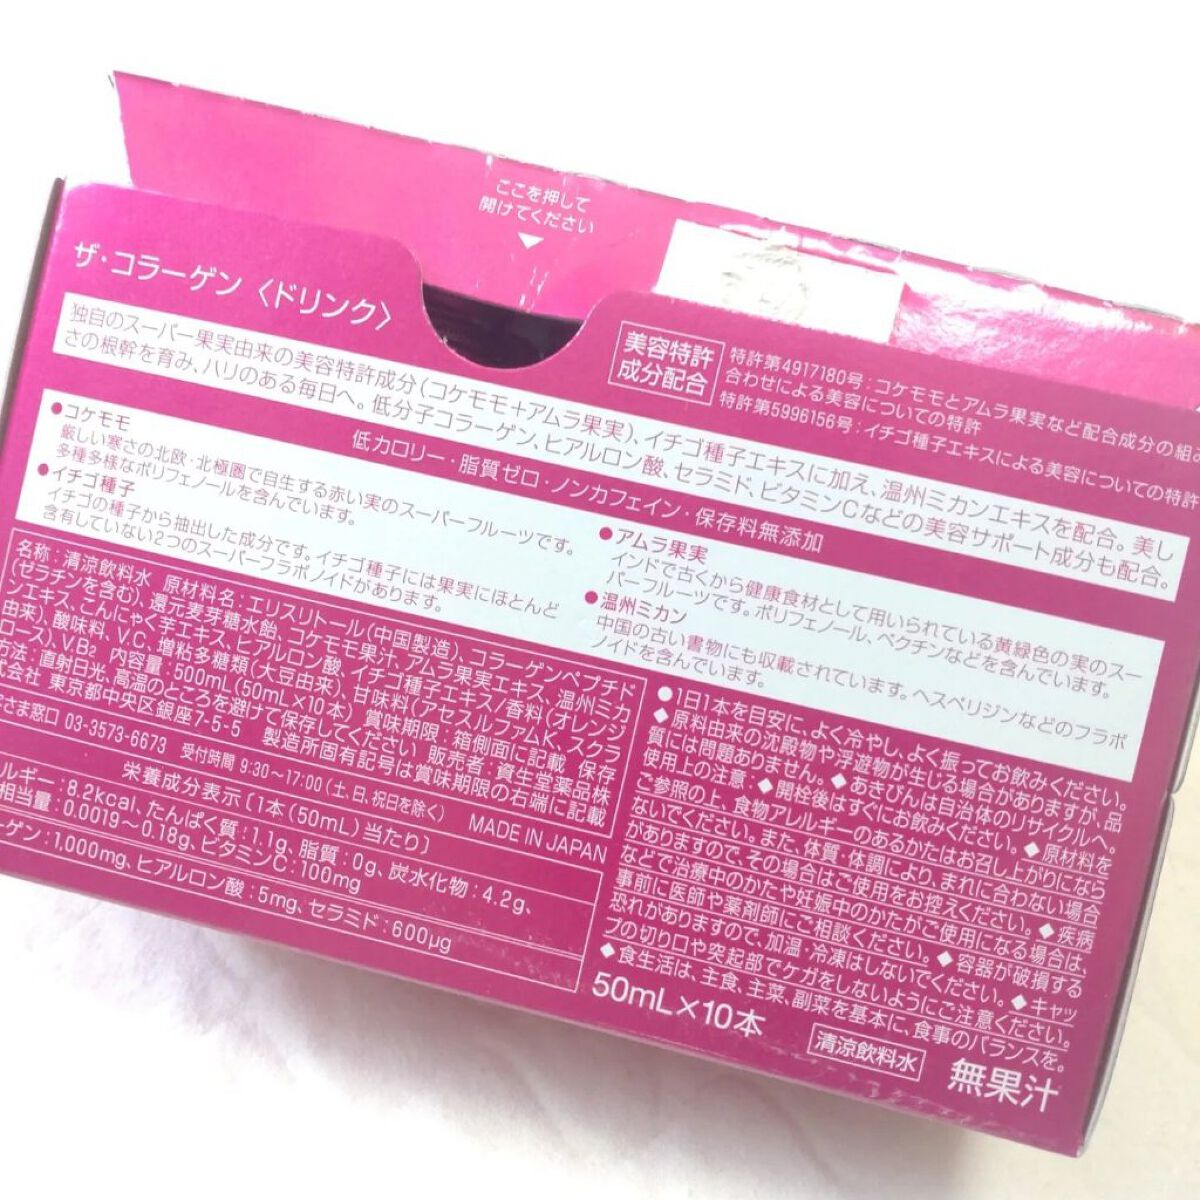 ここを押して
開けてください
ザ・コラーゲン〈ドリンク〉
美容特許
成分配合
特許第4917180号：コケモモとアムラ果実など配合成分の組み
合わせによる美容についての特許
特許第5996156号：イチゴ種子エキスによる美容についての特許
独自のスーパー果実由来の美容特許成分（コケモモ＋アムラ果実）、イチゴ種子エキスに加え、温州ミカンエキスを配合。美し
さの根幹を育み、ハリのある毎日へ。低分子コラーゲン、ヒアルロン酸、セラミド、ビタミンCなどの美容サポート成分も配合。
低カロリー・脂質ゼロ・ノンカフェイン・保存料無添加
●コケモモ
厳しい寒さの北欧・北極圏で自生する赤い実のスーパーフルーツです。
多種多様なポリフェノールを含んでいます。
●イチゴ種子
イチゴの種子から抽出した成分です。イチゴ種子には果実にほとんど
含有していない2つのスーパーフラボノイドがあります。
●アムラ果実
インドで古くから健康食材として用いられている黄緑色の実のスー
パーフルーツです。ポリフェノール、ペクチンなどを含んでいます。
●温州ミカン
中国の古い書物にも収載されています。ヘスペリジンなどのフラボ
ノイドを含んでいます。
名称：清涼飲料水 原材料名：エリスリトール（中国製造）、コラーゲンペプチド
（ゼラチンを含む）、還元麦芽糖水飴、コケモモ果汁、アムラ果実エキス、温州ミカ
ンエキス、こんにゃく芋エキス、ヒアルロン酸、イチゴ種子エキス/香料（オレンジ
由来）、酸味料、V.C、増粘多糖類（大豆由来）、甘味料（アセスルファムK、スクラ
ロース）、V.B2 内容量：500mL（50mL×10本） 賞味期限：箱側面に記載 保存
方法：直射日光、高温のところを避けて保存してください 販売者：資生堂薬品株
式会社 東京都中央区銀座7-5-5 製造所固有記号は賞味期限の右端に記載
さま窓口 03-3573-6673 受付時間 9:30～17:00（土、日、祝日を除く） MADE IN JAPAN
栄養成分表示〔1本（50mL）当たり〕
ルギー：8.2kcal、たんぱく質：1.1g、脂質：0g、炭水化物：4.2g、
相当量：0.0019～0.18g、ビタミンC：100mg
ーゲン：1,000mg、ヒアルロン酸：5mg、セラミド：600μg
●1日1本を目安に、よく冷やし、よく振ってお飲みください。
◆原料由来の沈殿物や浮遊物が生じる場合がありますが、品
質には問題ありません。◆あきびんは自治体のリサイクルへ。
使用上の注意 ◆開栓後はすぐにお飲みください。◆原材料を
ご参照の上、食物アレルギーのあるかたはお召し上がりになら
ないでください。また、体質・体調により、まれに合わない場合
がありますので、その場合はご使用をお控えください。◆疾病
などで治療中のかたや妊娠中のかたがご使用になる場合は、
事前に医師や薬剤師にご相談ください。◆容器が破損する
恐れがありますので、加温・冷凍はしないでください。◆キャッ
プの切り口や突起部でケガをしないようにご注意ください。
◆食生活は、主食、主菜、副菜を基本に、食事のバランスを。
50mL×10本
清涼飲料水
無果汁